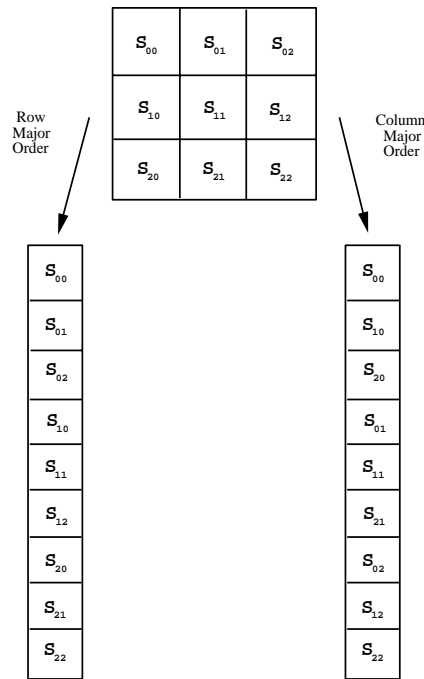 S00 S01 S02
S10 S11 S12
S20 S21 S22
Row
Major
Order
Column
Major
Order
S00
S01
S02
S10
S11
S12
S20
S21
S22
S00
S10
S20
S01
S11
S21
S02
S12
S22